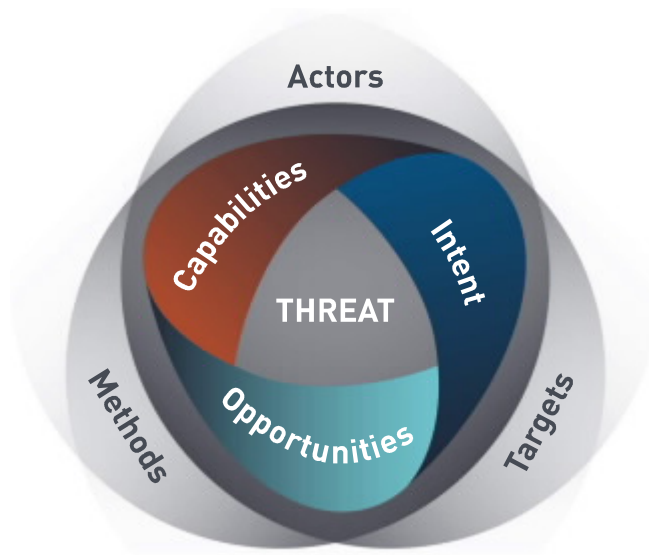 Actors
Capabilities
Intent
THREAT
Opportunities
Methods
Targets